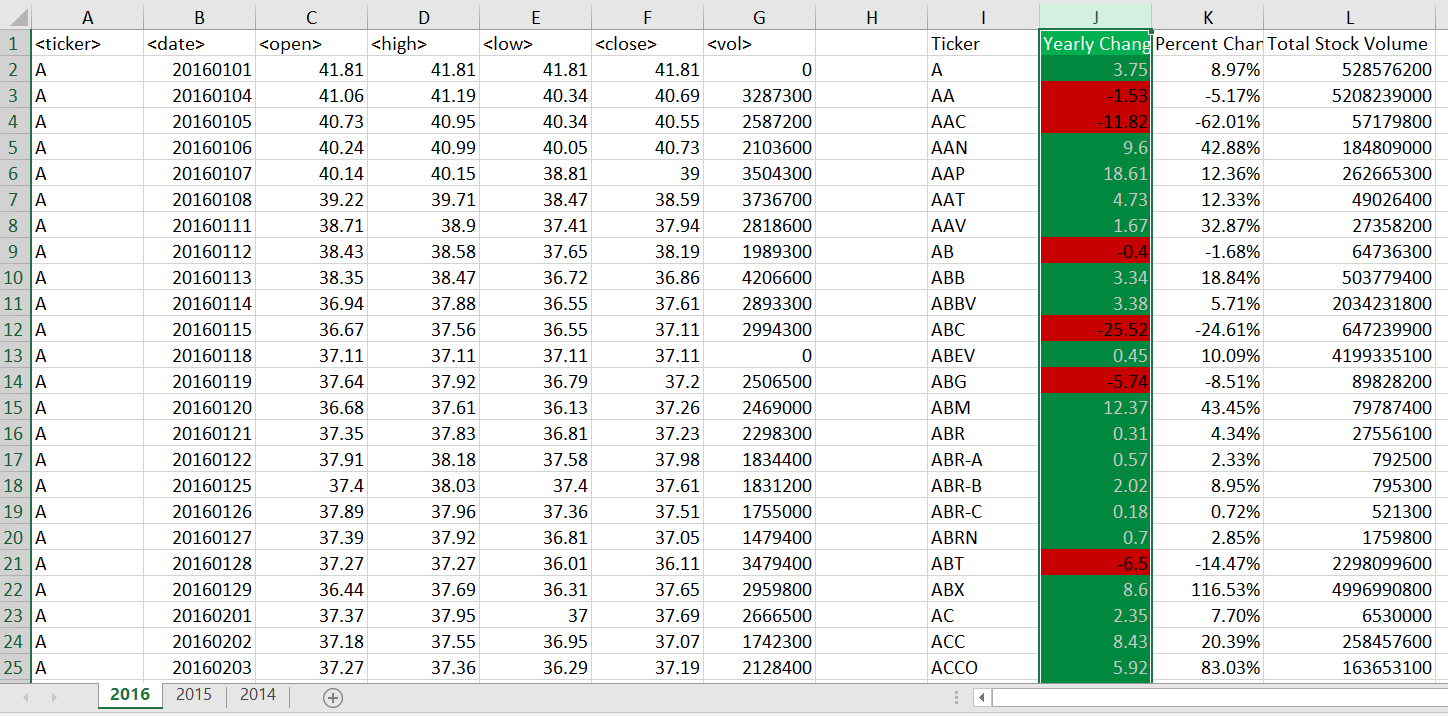 A B C D E F G H I J K L
1 <ticker> <date> <open> <high> <low> <close> <vol> Ticker Yearly Chang Percent Chan Total Stock Volume
2 A 20160101 41.81 41.81 41.81 41.81 0 A 3.75 8.97% 528576200
3 A 20160104 41.06 41.19 40.34 40.69 3287300 AA -1.53 -5.17% 5208239000
4 A 20160105 40.73 40.95 40.34 40.55 2587200 AAC -11.82 -62.01% 57179800
5 A 20160106 40.24 40.99 40.05 40.73 2103600 AAN 9.6 42.88% 184809000
6 A 20160107 40.14 40.15 38.81 39 3504300 AAP 18.61 12.36% 262665300
7 A 20160108 39.22 39.71 38.47 38.59 3736700 AAT 4.73 12.33% 49026400
8 A 20160111 38.71 38.9 37.41 37.94 2818600 AAV 1.67 32.87% 27358200
9 A 20160112 38.43 38.58 37.65 38.19 1989300 AB -0.4 -1.68% 64736300
10 A 20160113 38.35 38.47 36.72 36.86 4206600 ABB 3.34 18.84% 503779400
11 A 20160114 36.94 37.88 36.55 37.61 2893300 ABBV 3.38 5.71% 2034231800
12 A 20160115 36.67 37.56 36.55 37.11 2994300 ABC -25.52 -24.61% 647239900
13 A 20160118 37.11 37.11 37.11 37.11 0 ABEV 0.45 10.09% 4199335100
14 A 20160119 37.64 37.92 36.79 37.2 2506500 ABG -5.74 -8.51% 89828200
15 A 20160120 36.68 37.61 36.13 37.26 2469000 ABM 12.37 43.45% 79787400
16 A 20160121 37.35 37.83 36.81 37.23 2298300 ABR 0.31 4.34% 27556100
17 A 20160122 37.91 38.18 37.58 37.98 1834400 ABR-A 0.57 2.33% 792500
18 A 20160125 37.4 38.03 37.4 37.61 1831200 ABR-B 2.02 8.95% 795300
19 A 20160126 37.89 37.96 37.36 37.51 1755000 ABR-C 0.18 0.72% 521300
20 A 20160127 37.39 37.92 36.81 37.05 1479400 ABRN 0.7 2.85% 1759800
21 A 20160128 37.27 37.27 36.01 36.11 3479400 ABT -6.5 -14.47% 2298099600
22 A 20160129 36.44 37.69 36.31 37.65 2959800 ABX 8.6 116.53% 4996990800
23 A 20160201 37.37 37.95 37 37.69 2666500 AC 2.35 7.70% 6530000
24 A 20160202 37.18 37.55 36.95 37.07 1742300 ACC 8.43 20.39% 258457600
25 A 20160203 37.27 37.36 36.29 37.19 2128400 ACCO 5.92 83.03% 163653100
2016 2015 2014